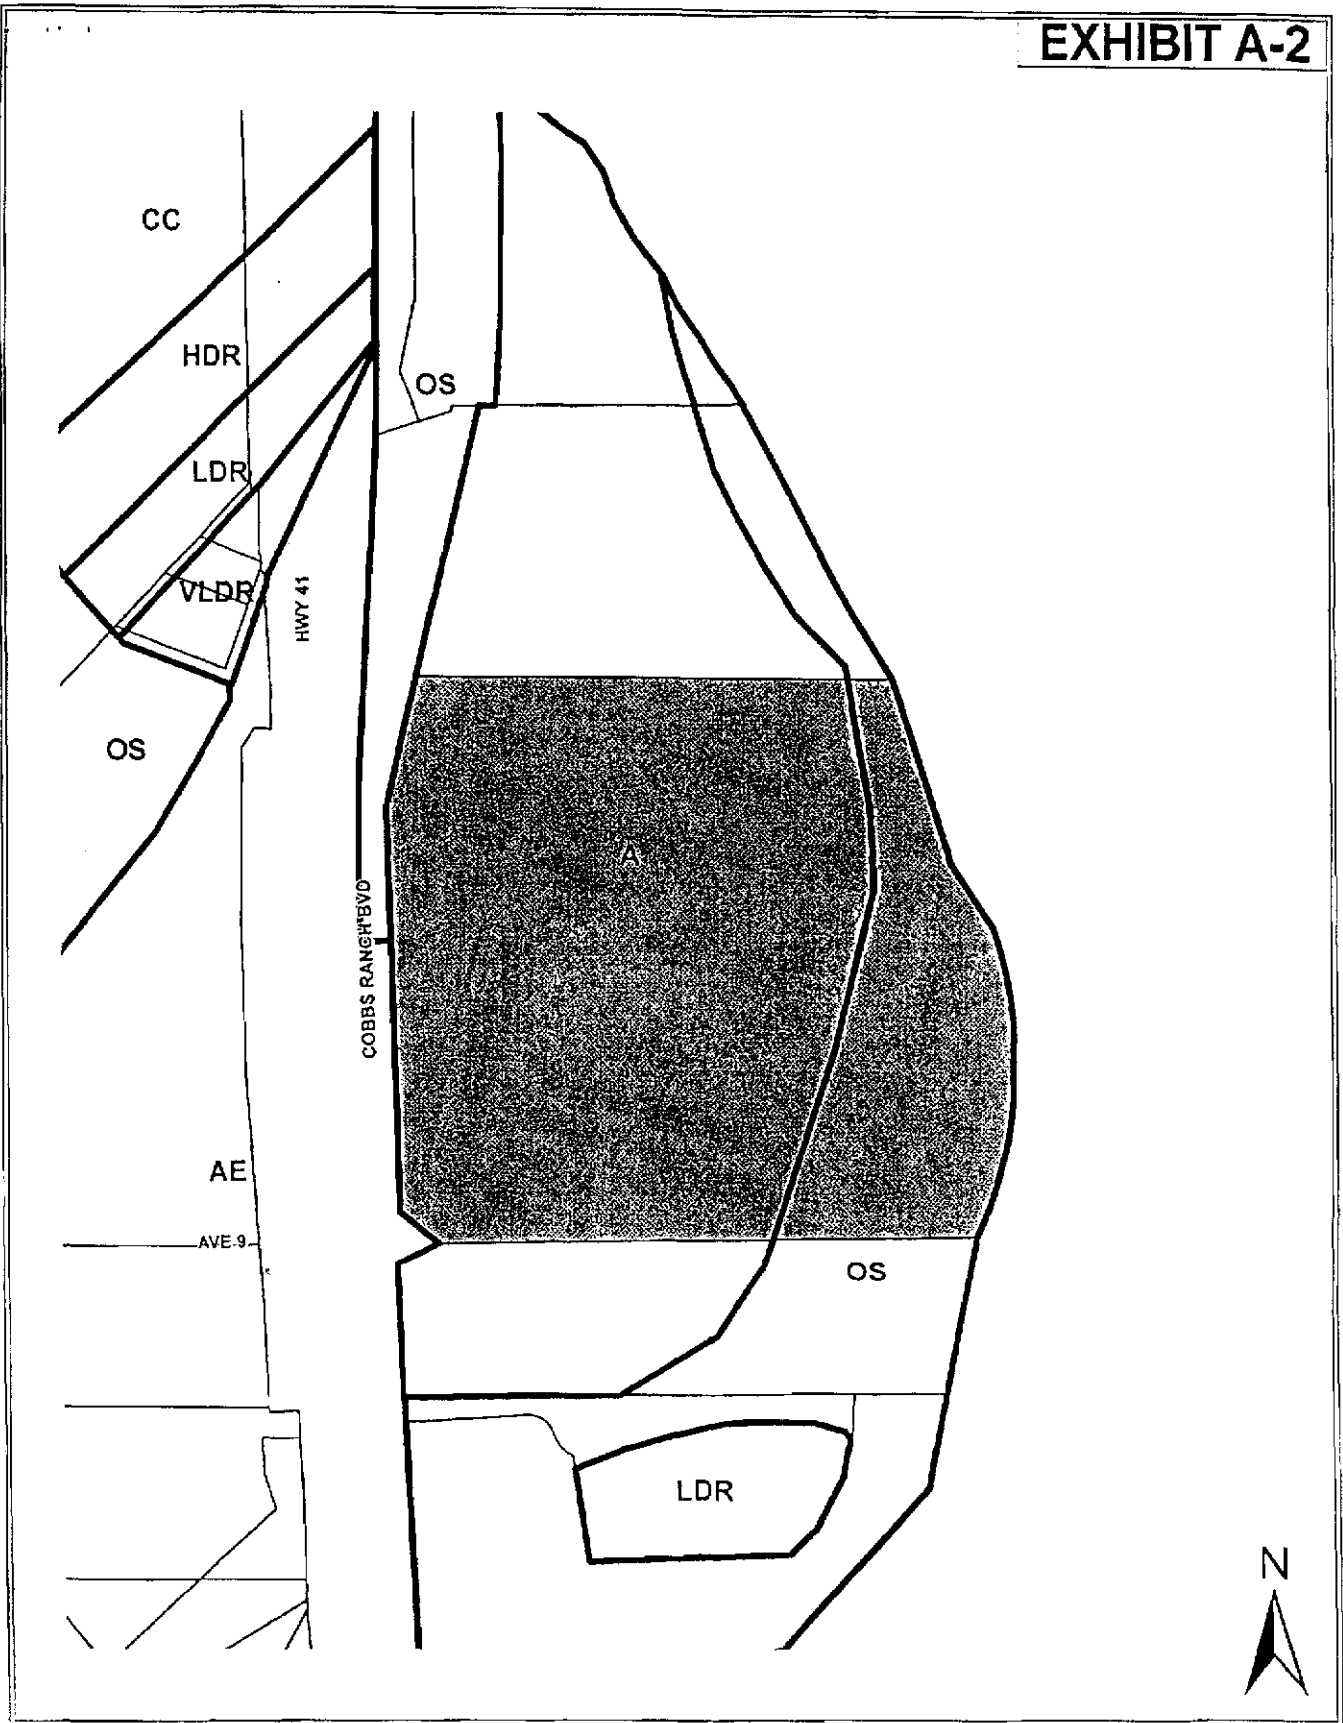 EXHIBIT A-2
CC
HDR
OS
LDR
VLDR
HWY 41
OS
A
COBBS RANCH BVD
AE
AVE 9
OS
LDR
N